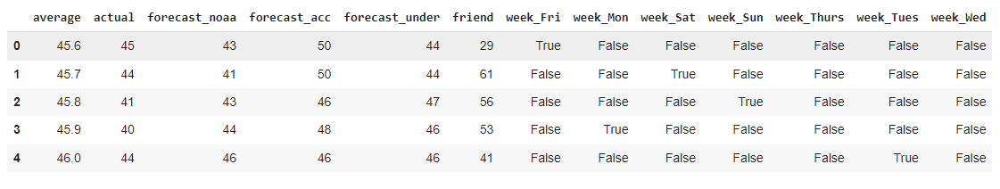 average actual forecast_noaa forecast_acc forecast_under friend week_Fri week_Mon week_Sat week_Sun week_Thurs week_Tues week_Wed
0 45.6 45 43 50 44 29 True False False False False False False
1 45.7 44 41 50 44 61 False False True False False False False
2 45.8 41 43 46 47 56 False False False True False False False
3 45.9 40 44 48 46 53 False True False False False False False
4 46.0 44 46 46 46 41 False False False False False True False